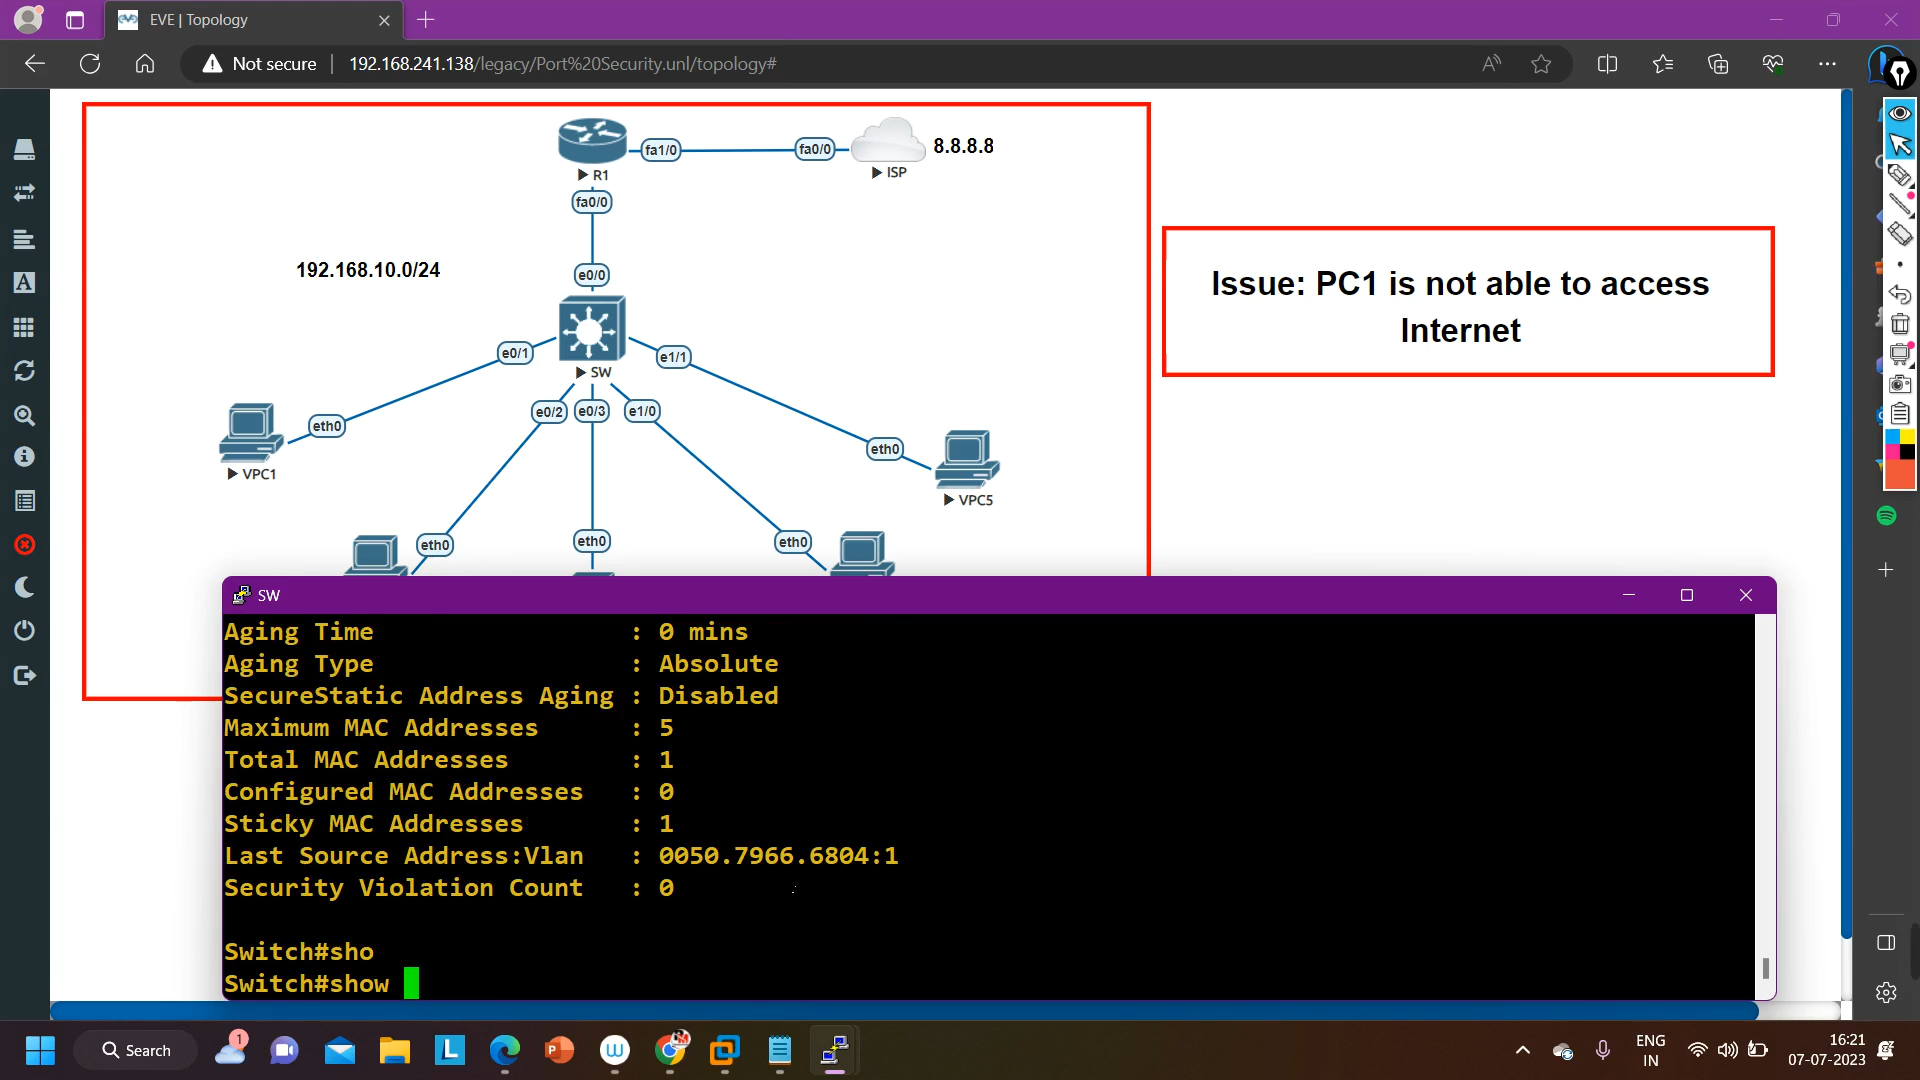 EVE | Topology
Not secure
192.168.241.138/legacy/Port%20Security.unl/topology#
fa1/0
fa0/0
8.8.8.8
R1
ISP
fa0/0
192.168.10.0/24
e0/0
Issue: PC1 is not able to access
Internet
e0/1
e1/1
SW
e0/2
e0/3
e1/0
eth0
eth0
VPC1
VPC5
eth0
eth0
eth0
SW
Aging Time : 0 mins
Aging Type : Absolute
SecureStatic Address Aging : Disabled
Maximum MAC Addresses : 5
Total MAC Addresses : 1
Configured MAC Addresses : 0
Sticky MAC Addresses : 1
Last Source Address:Vlan : 0050.7966.6804:1
Security Violation Count : 0
Switch#sho
Switch#show
1
Search
ENG
IN
16:21
07-07-2023